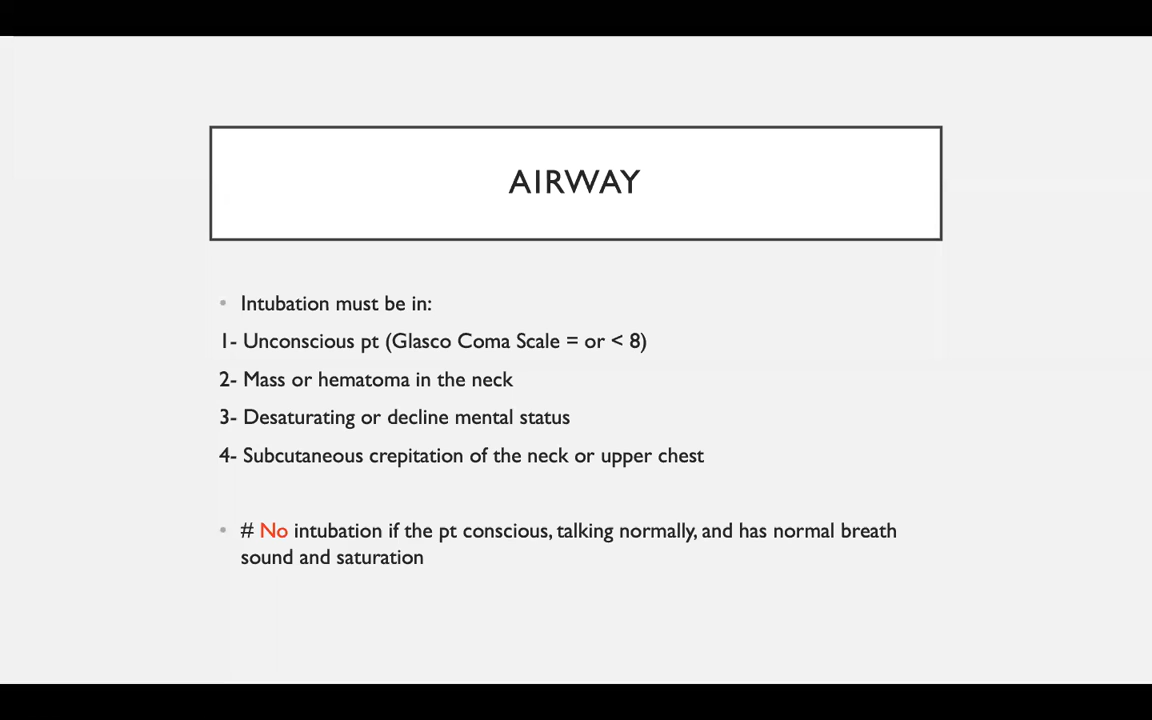 AIRWAY
• Intubation must be in:
1- Unconscious pt (Glasco Coma Scale = or < 8)
2- Mass or hematoma in the neck
3- Desaturating or decline mental status
4- Subcutaneous crepitation of the neck or upper chest
• # No intubation if the pt conscious, talking normally, and has normal breath
sound and saturation